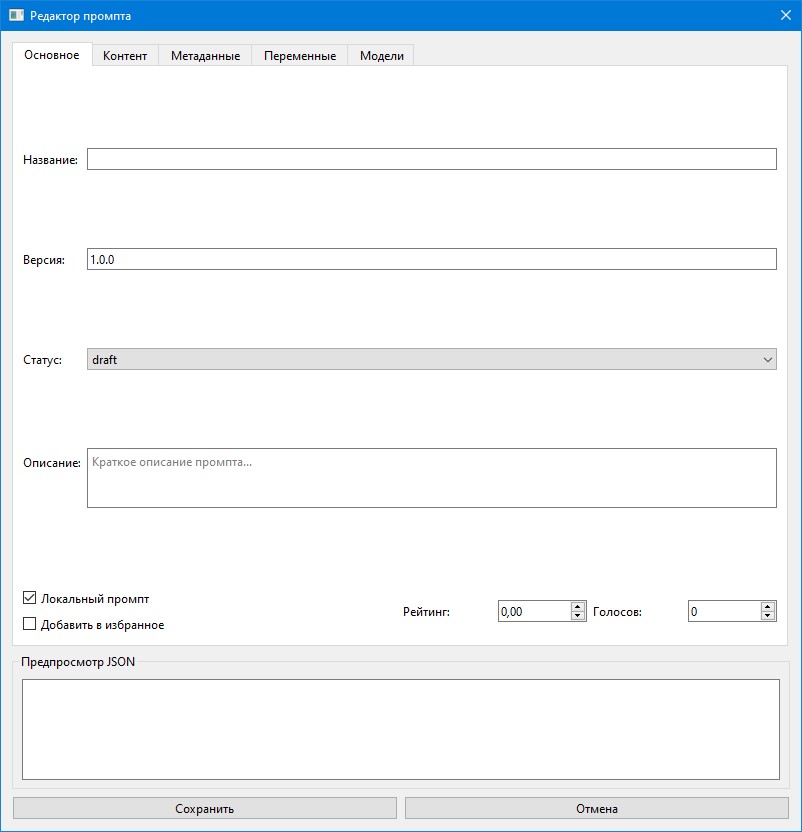 Редактор промпта
Основное Контент Метаданные Переменные Модели
Название:
Версия: 1.0.0
Статус: draft
Описание: Краткое описание промпта...
Локальный промпт
Рейтинг: 0,00 Голосов: 0
Добавить в избранное
Предпросмотр JSON
Сохранить Отмена